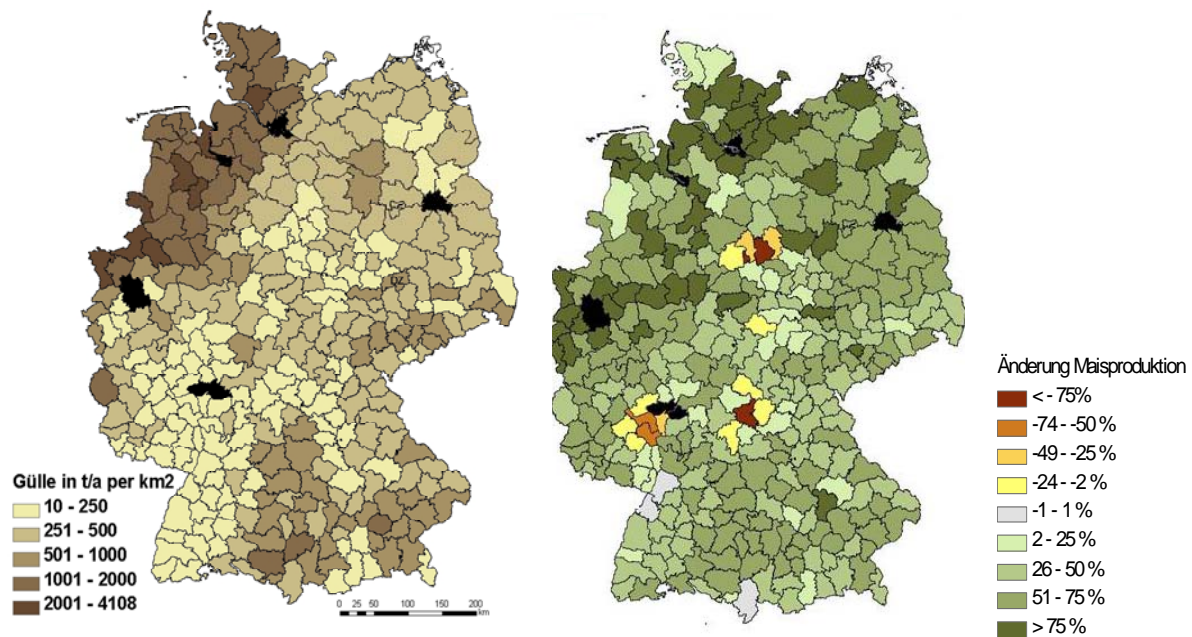 Gülle in t/a per km2
10 - 250
251 - 500
501 - 1000
1001 - 2000
2001 - 4108
0 25 50 100 150 200
km
Änderung Maisproduktion
< - 75%
-74 - -50 %
-49 - -25 %
-24 - -2 %
-1 - 1 %
2 - 25 %
26 - 50 %
51 - 75 %
> 75 %